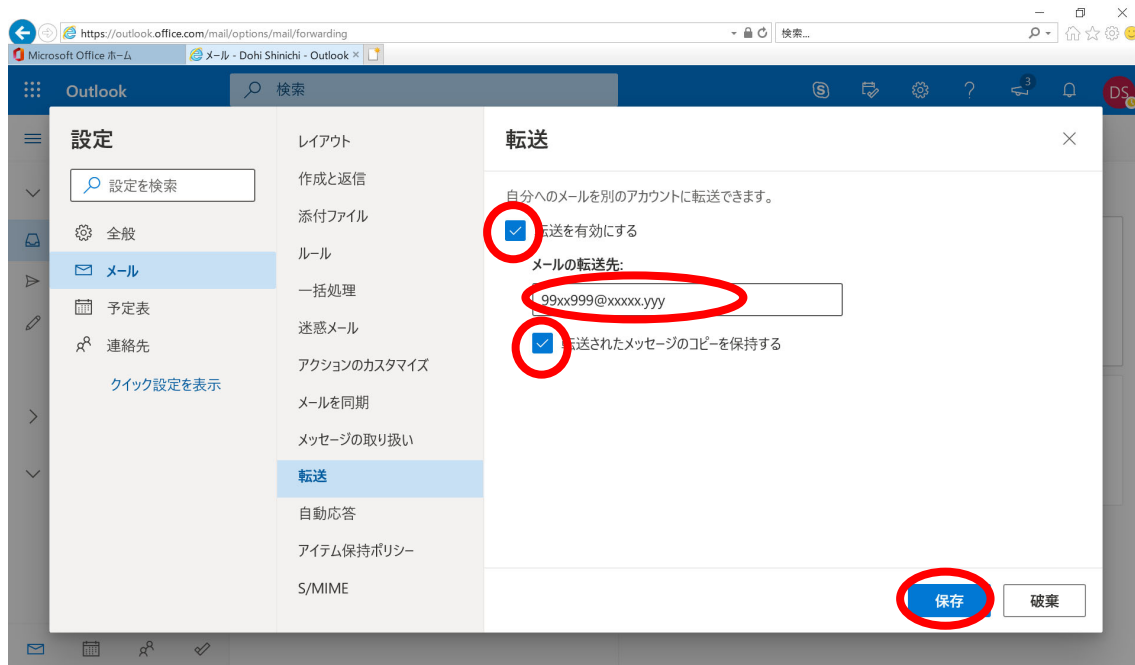 https://outlook.office.com/mail/options/mail/forwarding
検索...
Microsoft Office ホーム
メール - Dohi Shinichi - Outlook
Outlook
検索
3
DS
設定
設定を検索
全般
メール
予定表
連絡先
クイック設定を表示
レイアウト
作成と返信
添付ファイル
ルール
一括処理
迷惑メール
アクションのカスタマイズ
メールを同期
メッセージの取り扱い
転送
自動応答
アイテム保持ポリシー
S/MIME
転送
自分へのメールを別のアカウントに転送できます。
転送を有効にする
メールの転送先:
99xx999@xxxxx.yyy
転送されたメッセージのコピーを保持する
保存
破棄